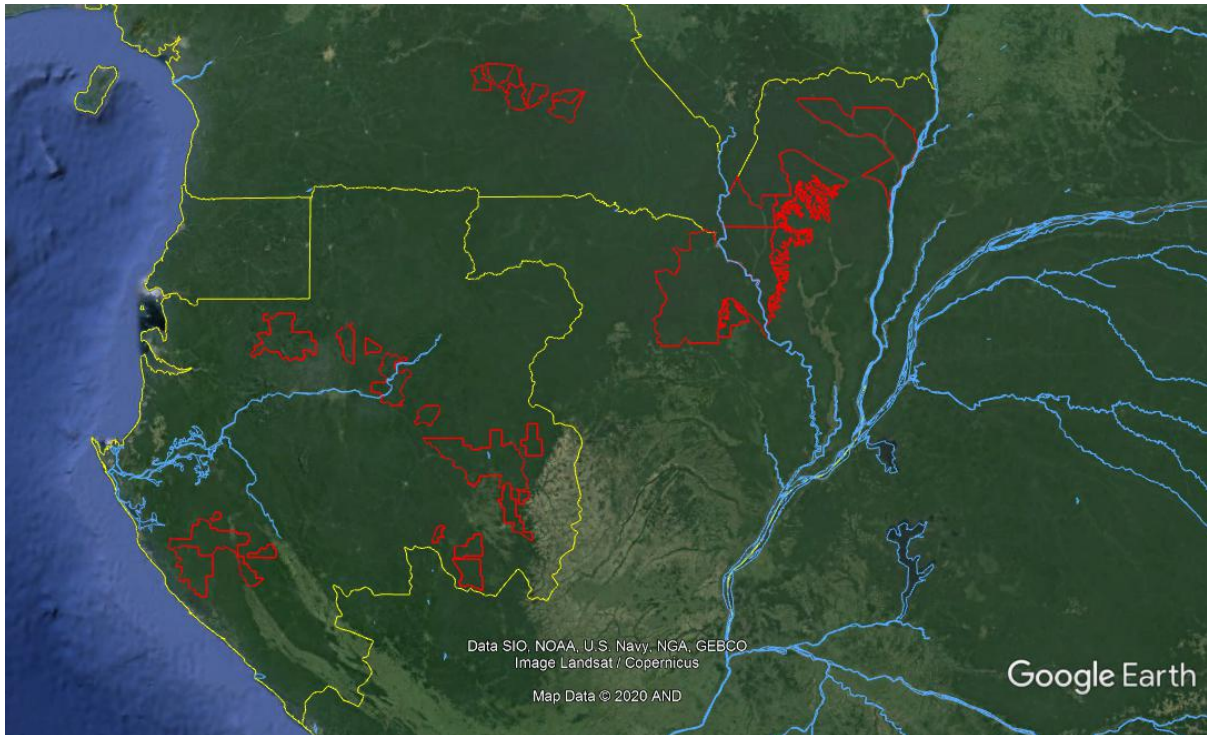 Data SIO, NOAA, U.S. Navy, NGA, GEBCO
Image Landsat / Copernicus
Map Data © 2020 AND
Google Earth